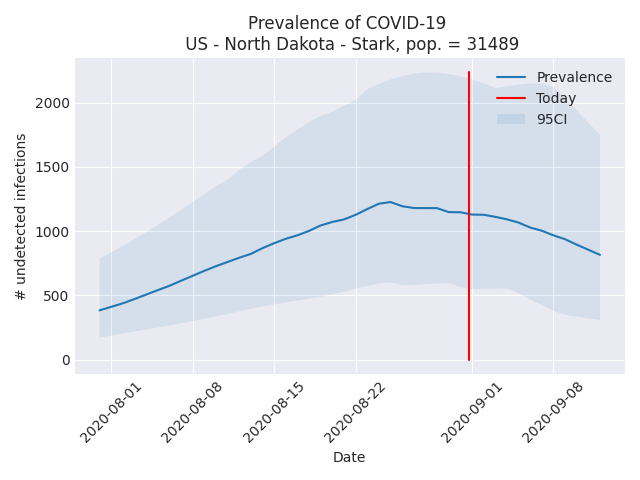 Prevalence of COVID-19
US - North Dakota - Stark, pop. = 31489
Prevalence
Today
95CI
# undetected infections
2000
1500
1000
500
0
2020-08-01
2020-08-08
2020-08-15
2020-08-22
2020-09-01
2020-09-08
Date